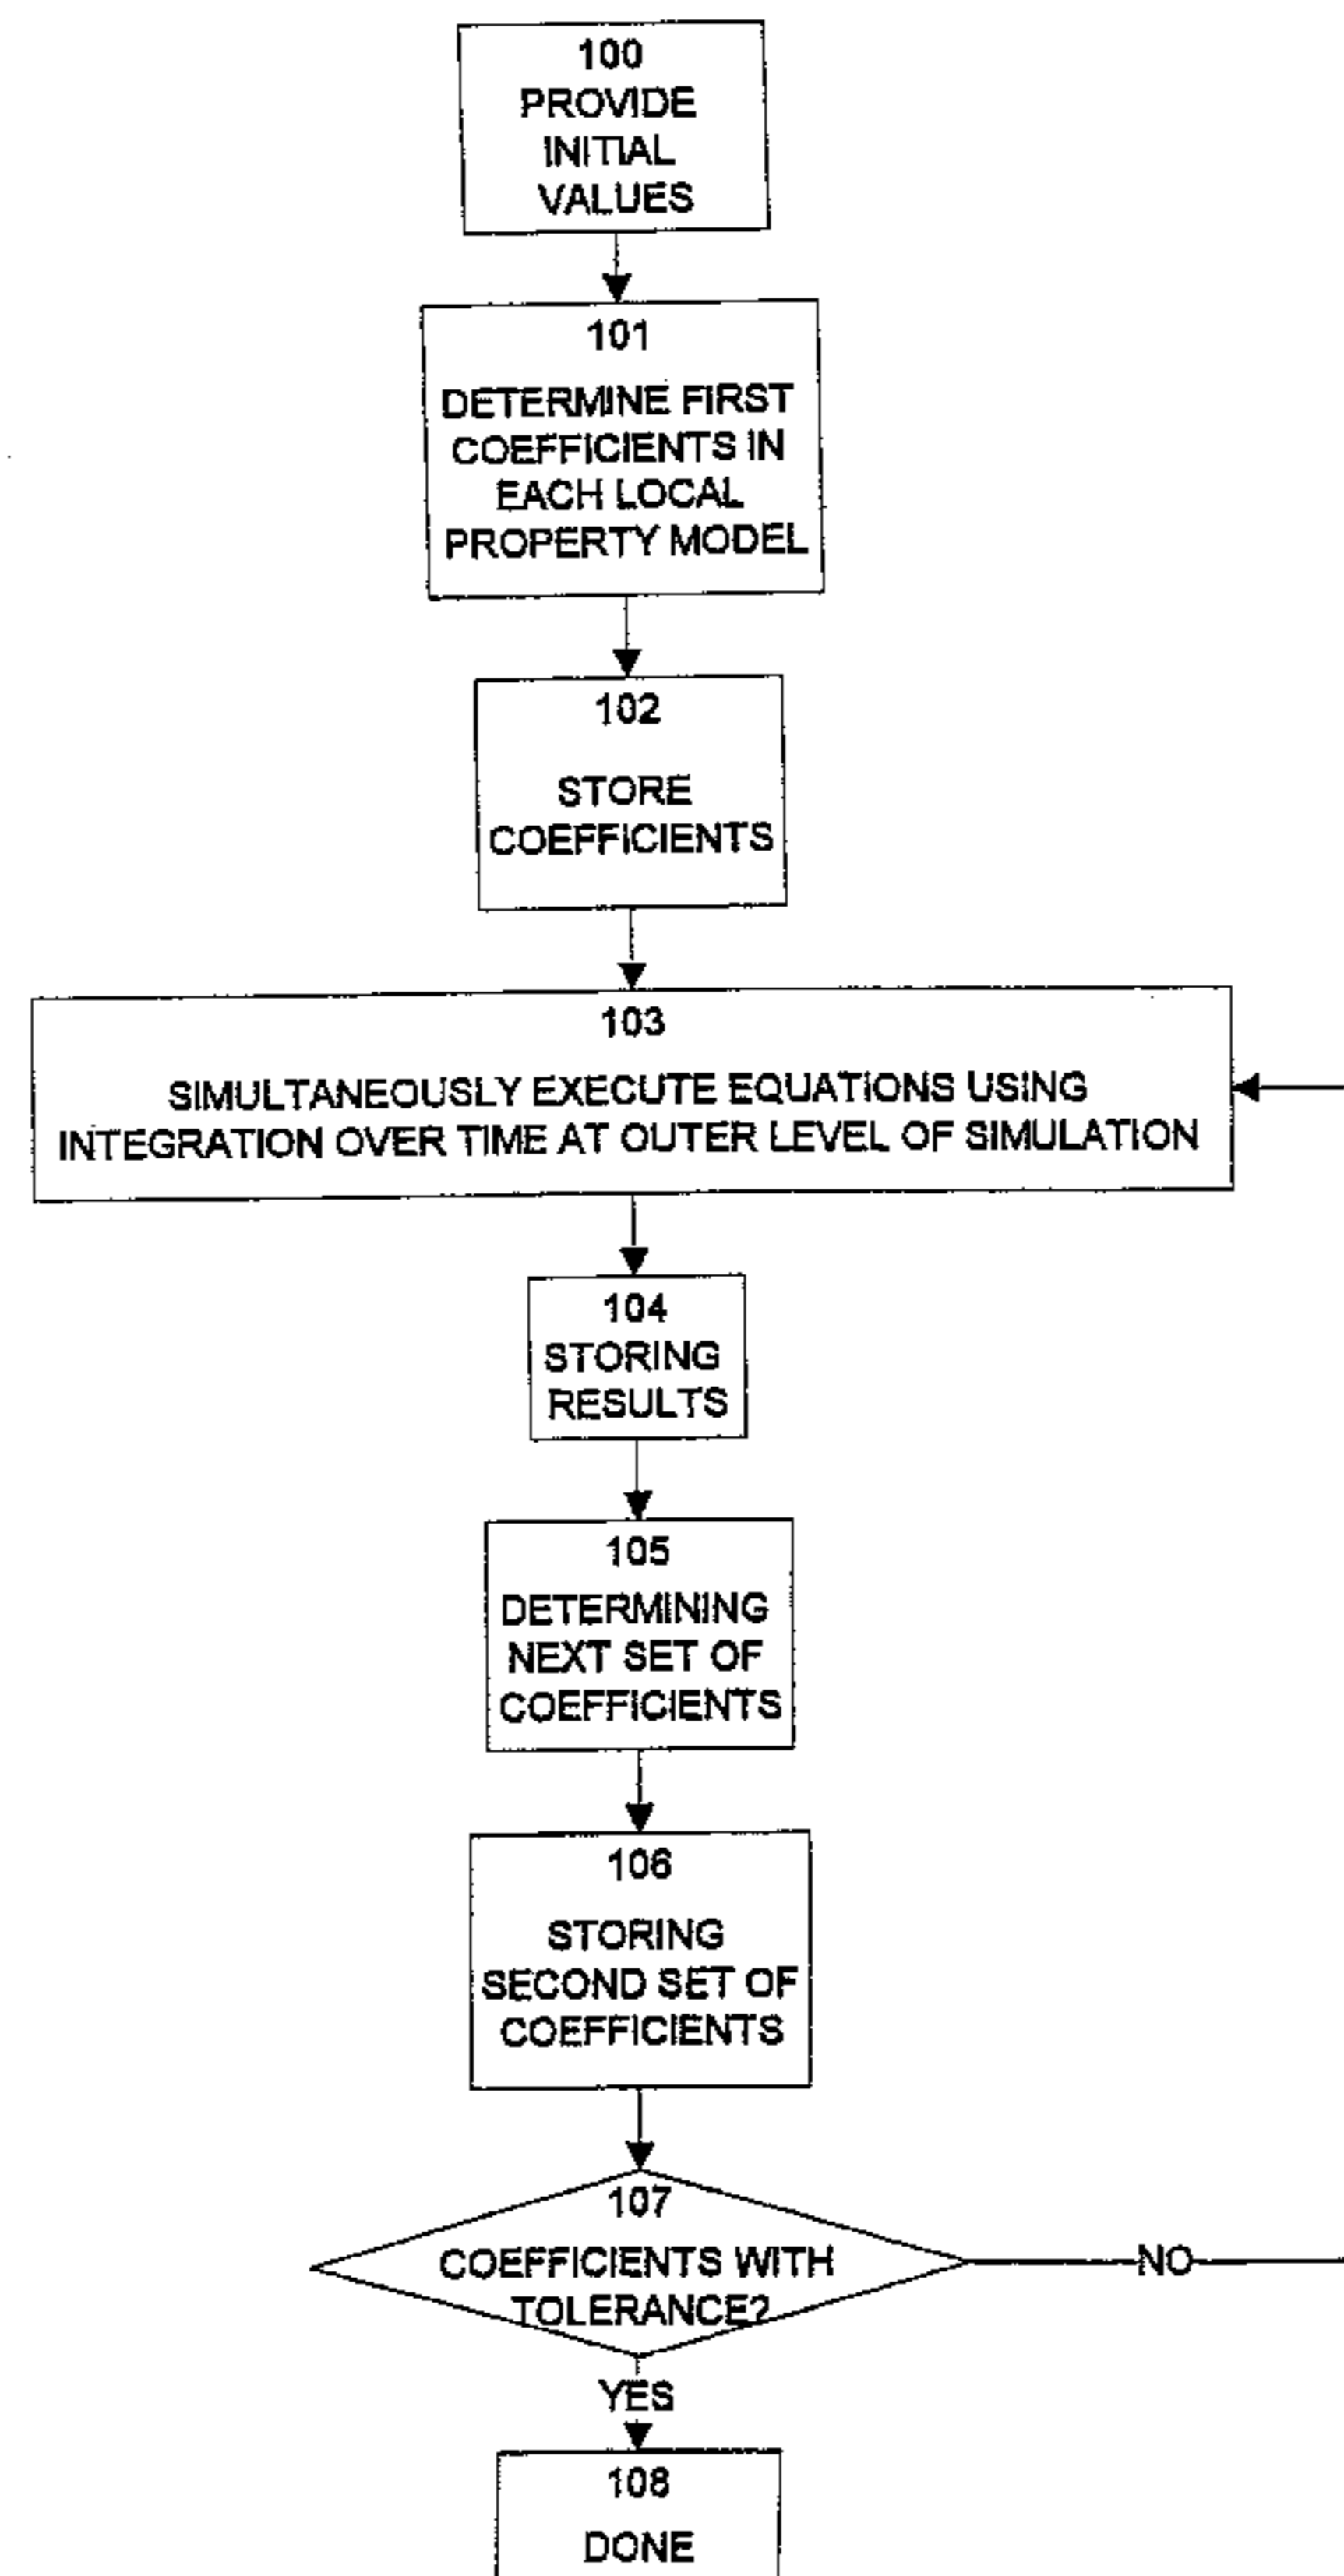 100
PROVIDE
INITIAL
VALUES
101
DETERMINE FIRST
COEFFICIENTS IN
EACH LOCAL
PROPERTY MODEL
102
STORE
COEFFICIENTS
103
SIMULTANEOUSLY EXECUTE EQUATIONS USING
INTEGRATION OVER TIME AT OUTER LEVEL OF SIMULATION
104
STORING
RESULTS
105
DETERMINING
NEXT SET OF
COEFFICIENTS
106
STORING
SECOND SET OF
COEFFICIENTS
107
COEFFICIENTS WITH
TOLERANCE?
NO
YES
108
DONE